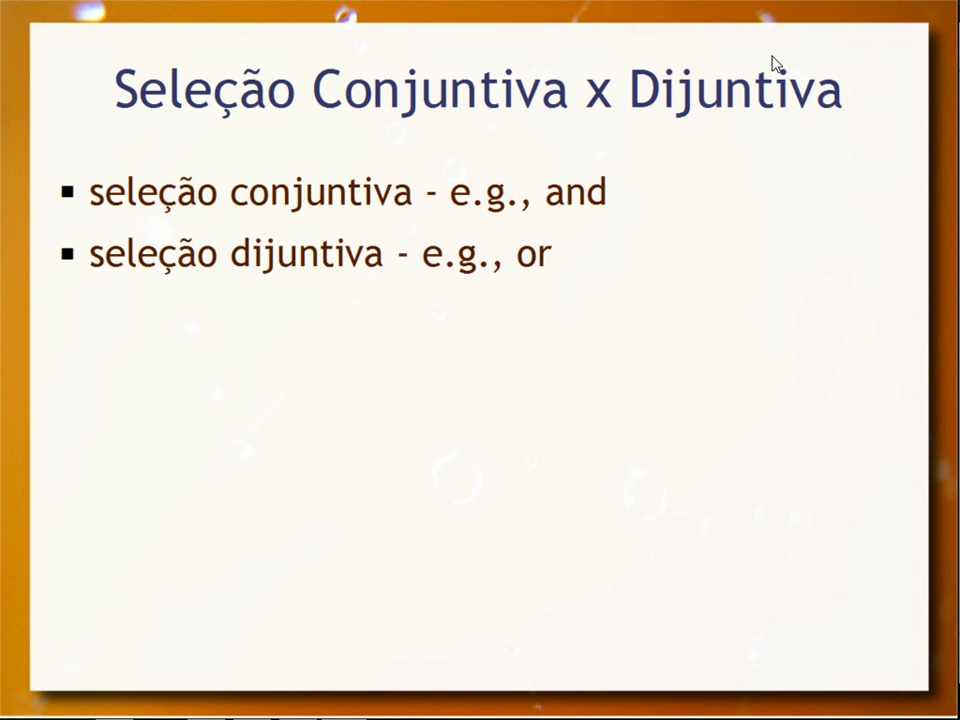 Seleção Conjuntiva x Dijuntiva
▪ seleção conjuntiva - e.g., and
▪ seleção dijuntiva - e.g., or